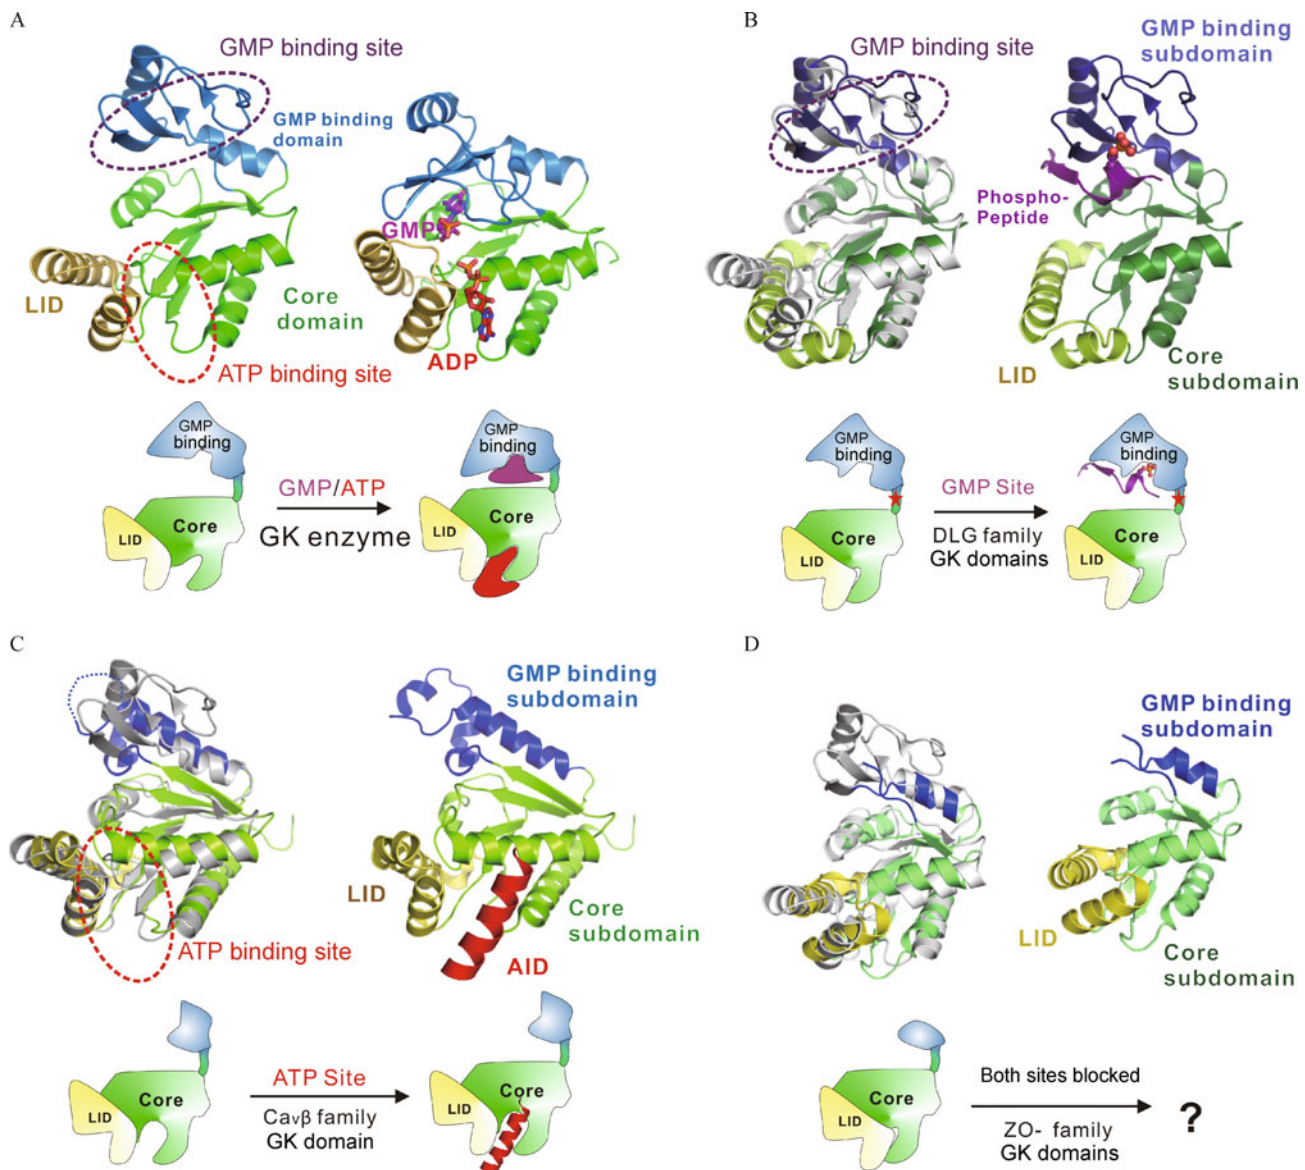 A
GMP binding site
GMP binding
domain
GMP
LID
Core
domain
ADP
ATP binding site
GMP
binding
GMP/ATP
GK enzyme
LID
Core
GMP
binding
LID
Core
B
GMP binding site
GMP binding
subdomain
Phospho-
Peptide
LID
Core
subdomain
GMP
binding
GMP Site
DLG family
GK domains
LID
Core
GMP
binding
LID
Core
C
GMP binding
subdomain
LID
Core
subdomain
ATP binding site
AID
LID
Core
ATP Site
Cavβ family
GK domain
LID
Core
D
GMP binding
subdomain
LID
Core
subdomain
LID
Core
Both sites blocked
ZO- family
GK domains
?